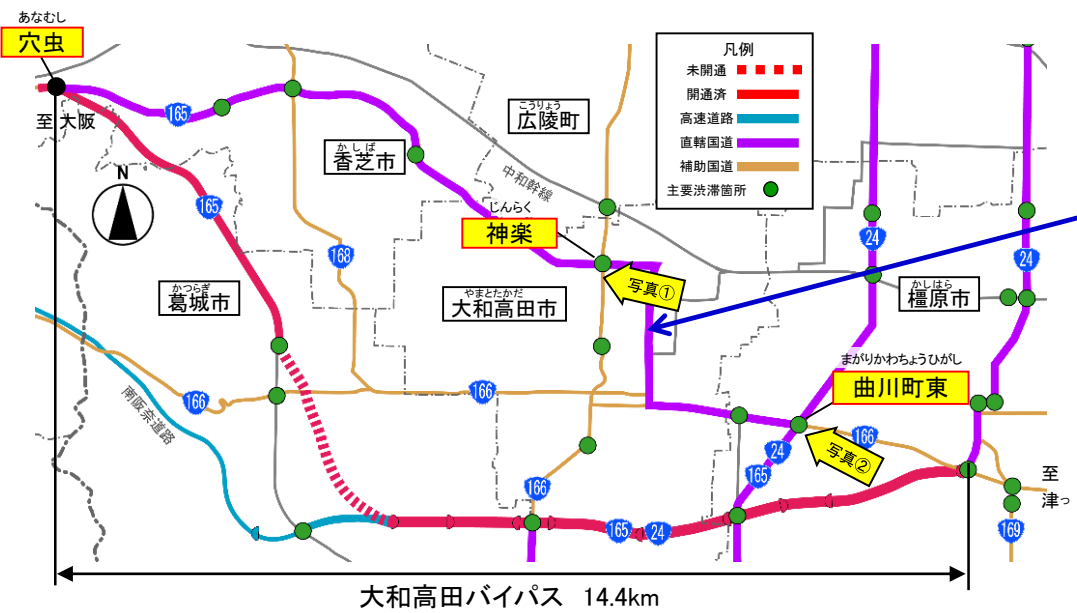 あなむし
穴虫
至 大阪
165
かしば
香芝市
こうりょう
広陵町
中和幹線
凡例
未開通
開通済
高速道路
直轄国道
補助国道
主要渋滞箇所
N
165
168
じんらく
神楽
写真①
24
24
かつらぎ
葛城市
やまとたかだ
大和高田市
かしはら
橿原市
まがりかわちょうひがし
曲川町東
南阪奈道路
166
166
166
写真②
24
165
166
165
24
至
津っ
169
大和高田バイパス 14.4km